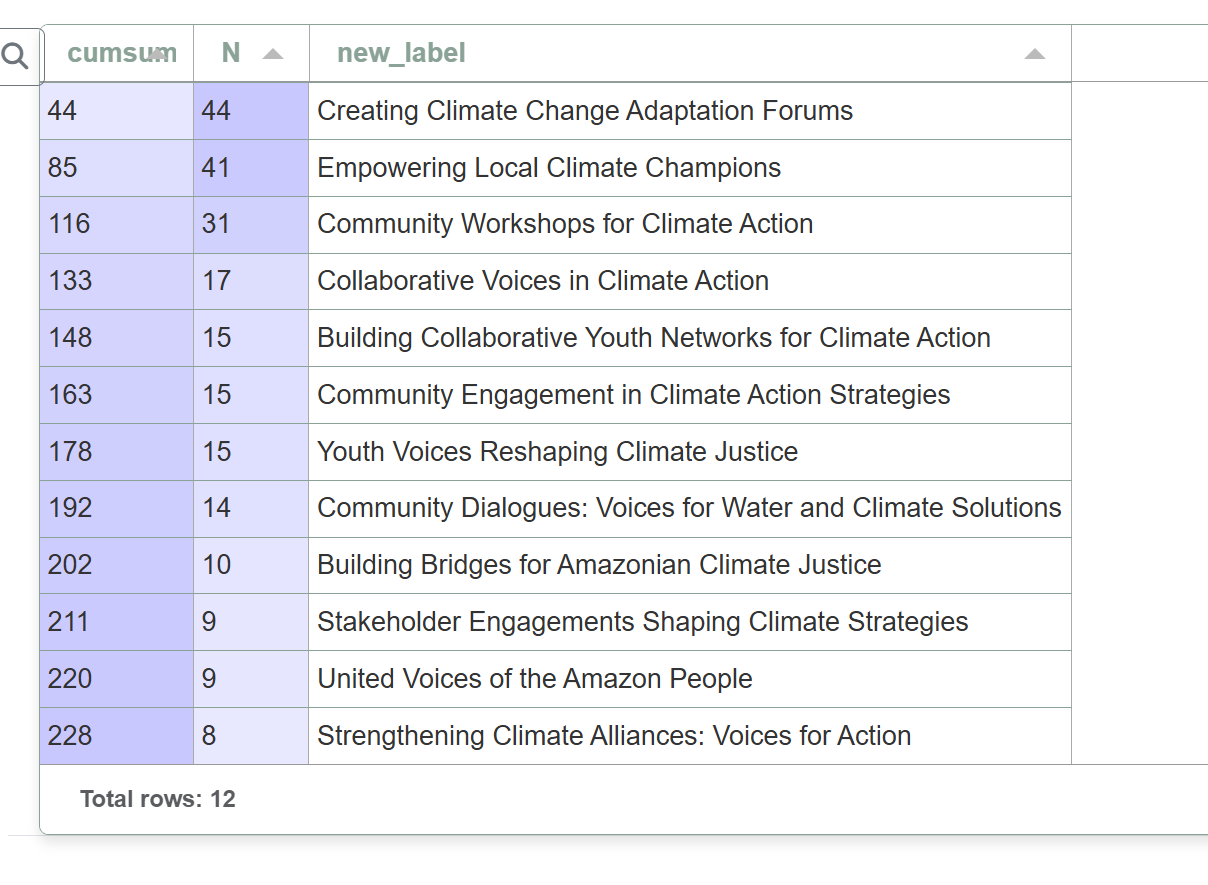 cumsum N new_label
44 44 Creating Climate Change Adaptation Forums
85 41 Empowering Local Climate Champions
116 31 Community Workshops for Climate Action
133 17 Collaborative Voices in Climate Action
148 15 Building Collaborative Youth Networks for Climate Action
163 15 Community Engagement in Climate Action Strategies
178 15 Youth Voices Reshaping Climate Justice
192 14 Community Dialogues: Voices for Water and Climate Solutions
202 10 Building Bridges for Amazonian Climate Justice
211 9 Stakeholder Engagements Shaping Climate Strategies
220 9 United Voices of the Amazon People
228 8 Strengthening Climate Alliances: Voices for Action
Total rows: 12